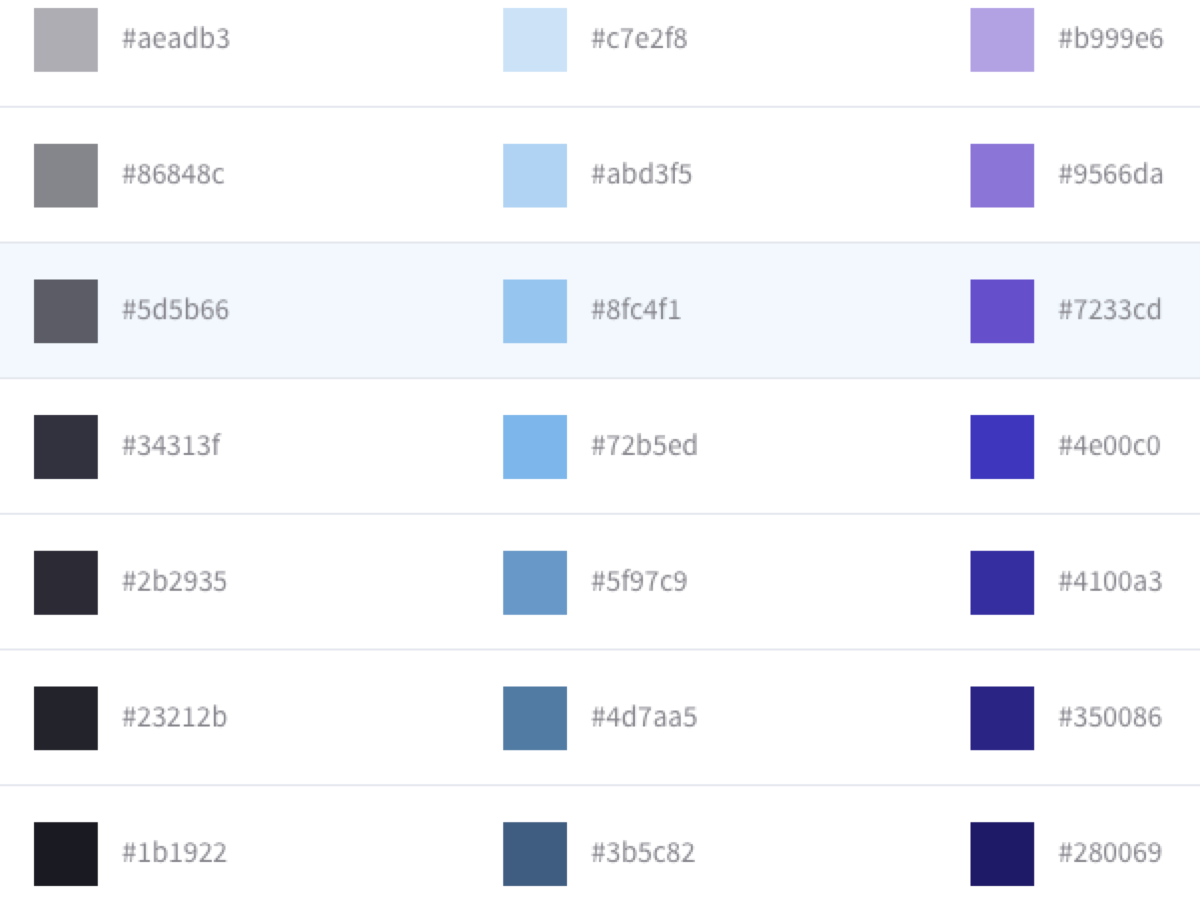 #aeadb3 #c7e2f8 #b999e6
#86848c #abd3f5 #9566da
#5d5b66 #8fc4f1 #7233cd
#34313f #72b5ed #4e00c0
#2b2935 #5f97c9 #4100a3
#23212b #4d7aa5 #350086
#1b1922 #3b5c82 #280069